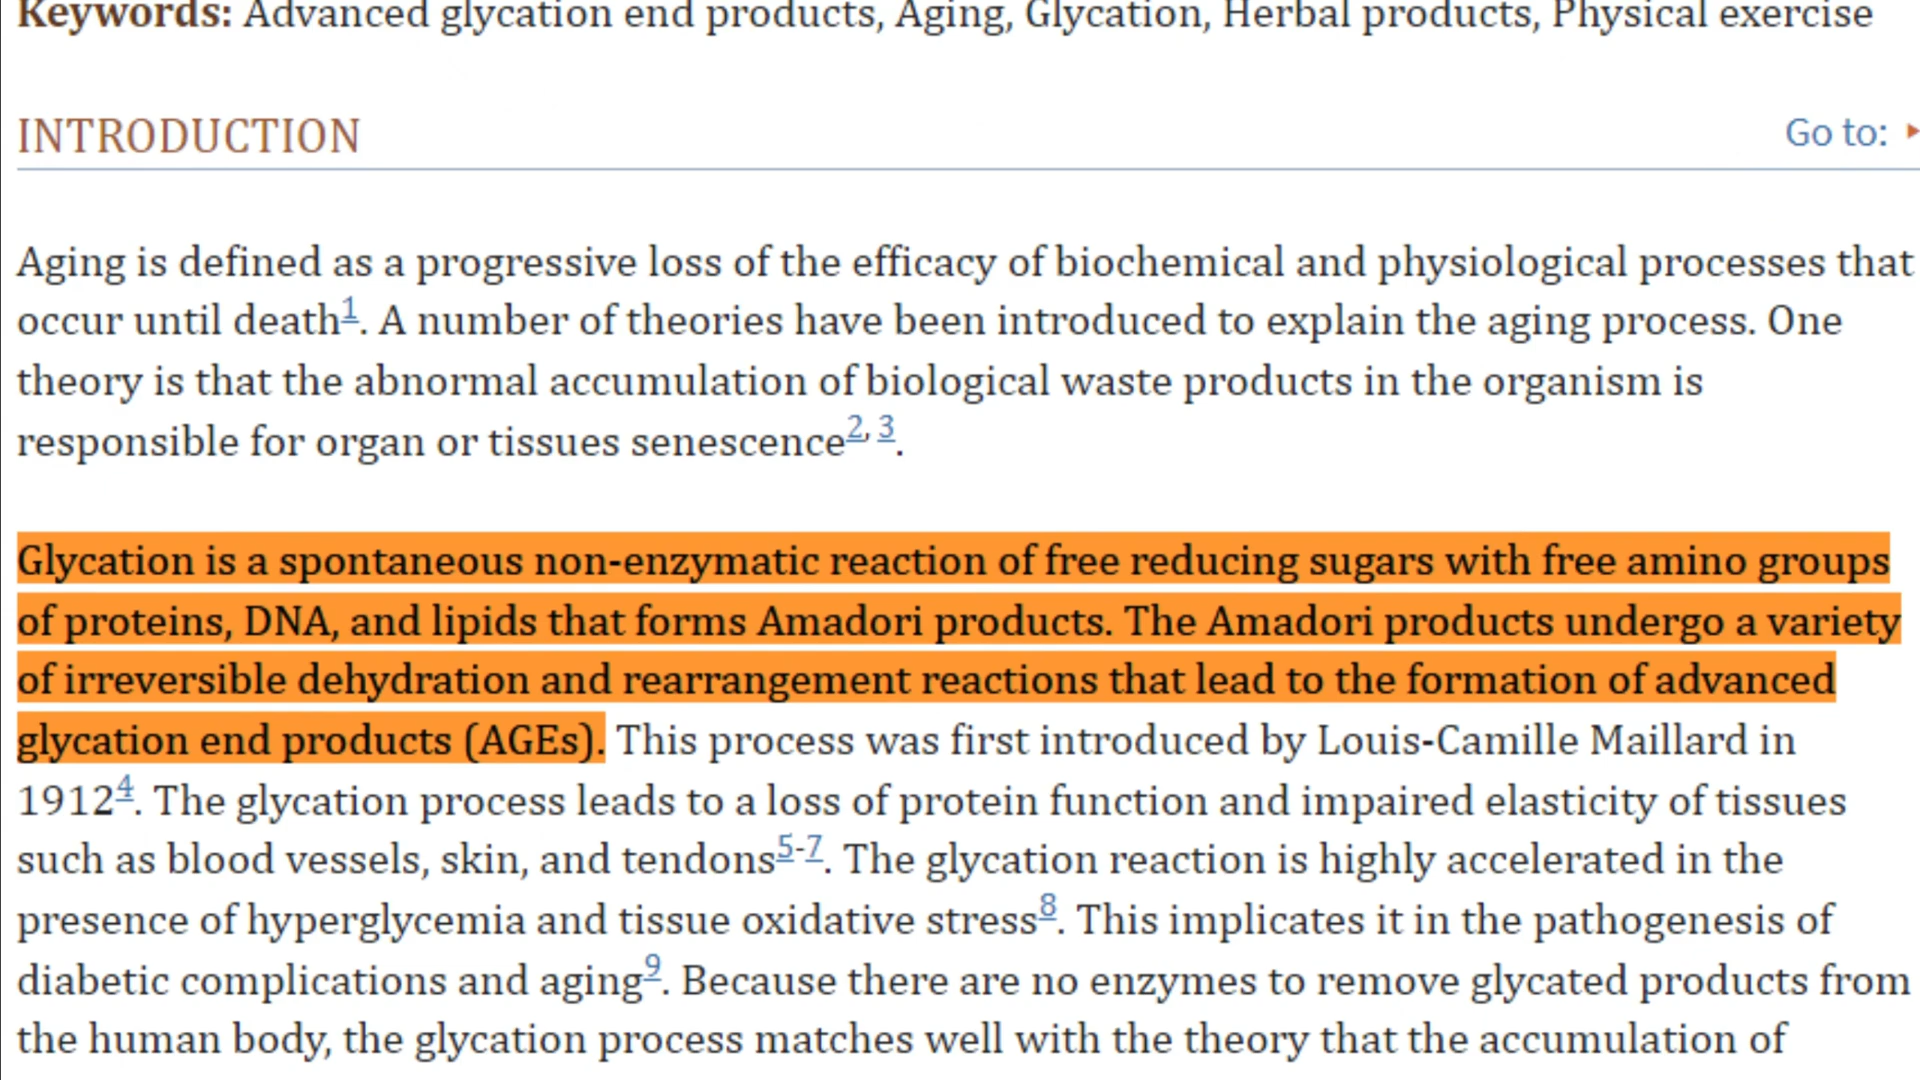 Keywords: Advanced glycation end products, Aging, Glycation, Herbal products, Physical exercise
INTRODUCTION
Go to:
Aging is defined as a progressive loss of the efficacy of biochemical and physiological processes that
occur until death1. A number of theories have been introduced to explain the aging process. One
theory is that the abnormal accumulation of biological waste products in the organism is
responsible for organ or tissues senescence2, 3.
Glycation is a spontaneous non-enzymatic reaction of free reducing sugars with free amino groups
of proteins, DNA, and lipids that forms Amadori products. The Amadori products undergo a variety
of irreversible dehydration and rearrangement reactions that lead to the formation of advanced
glycation end products (AGEs). This process was first introduced by Louis-Camille Maillard in
19124. The glycation process leads to a loss of protein function and impaired elasticity of tissues
such as blood vessels, skin, and tendons5-7. The glycation reaction is highly accelerated in the
presence of hyperglycemia and tissue oxidative stress8. This implicates it in the pathogenesis of
diabetic complications and aging9. Because there are no enzymes to remove glycated products from
the human body, the glycation process matches well with the theory that the accumulation of